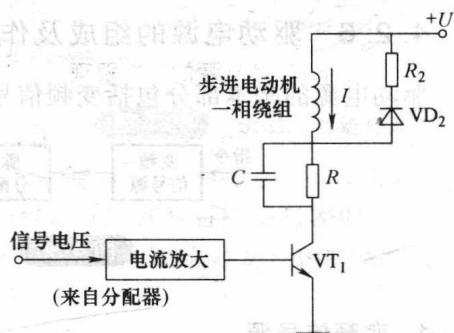 +U
R₂
步进电动机
一相绕组
I
VD₂
C
R
信号电压
电流放大
VT₁
(来自分配器)